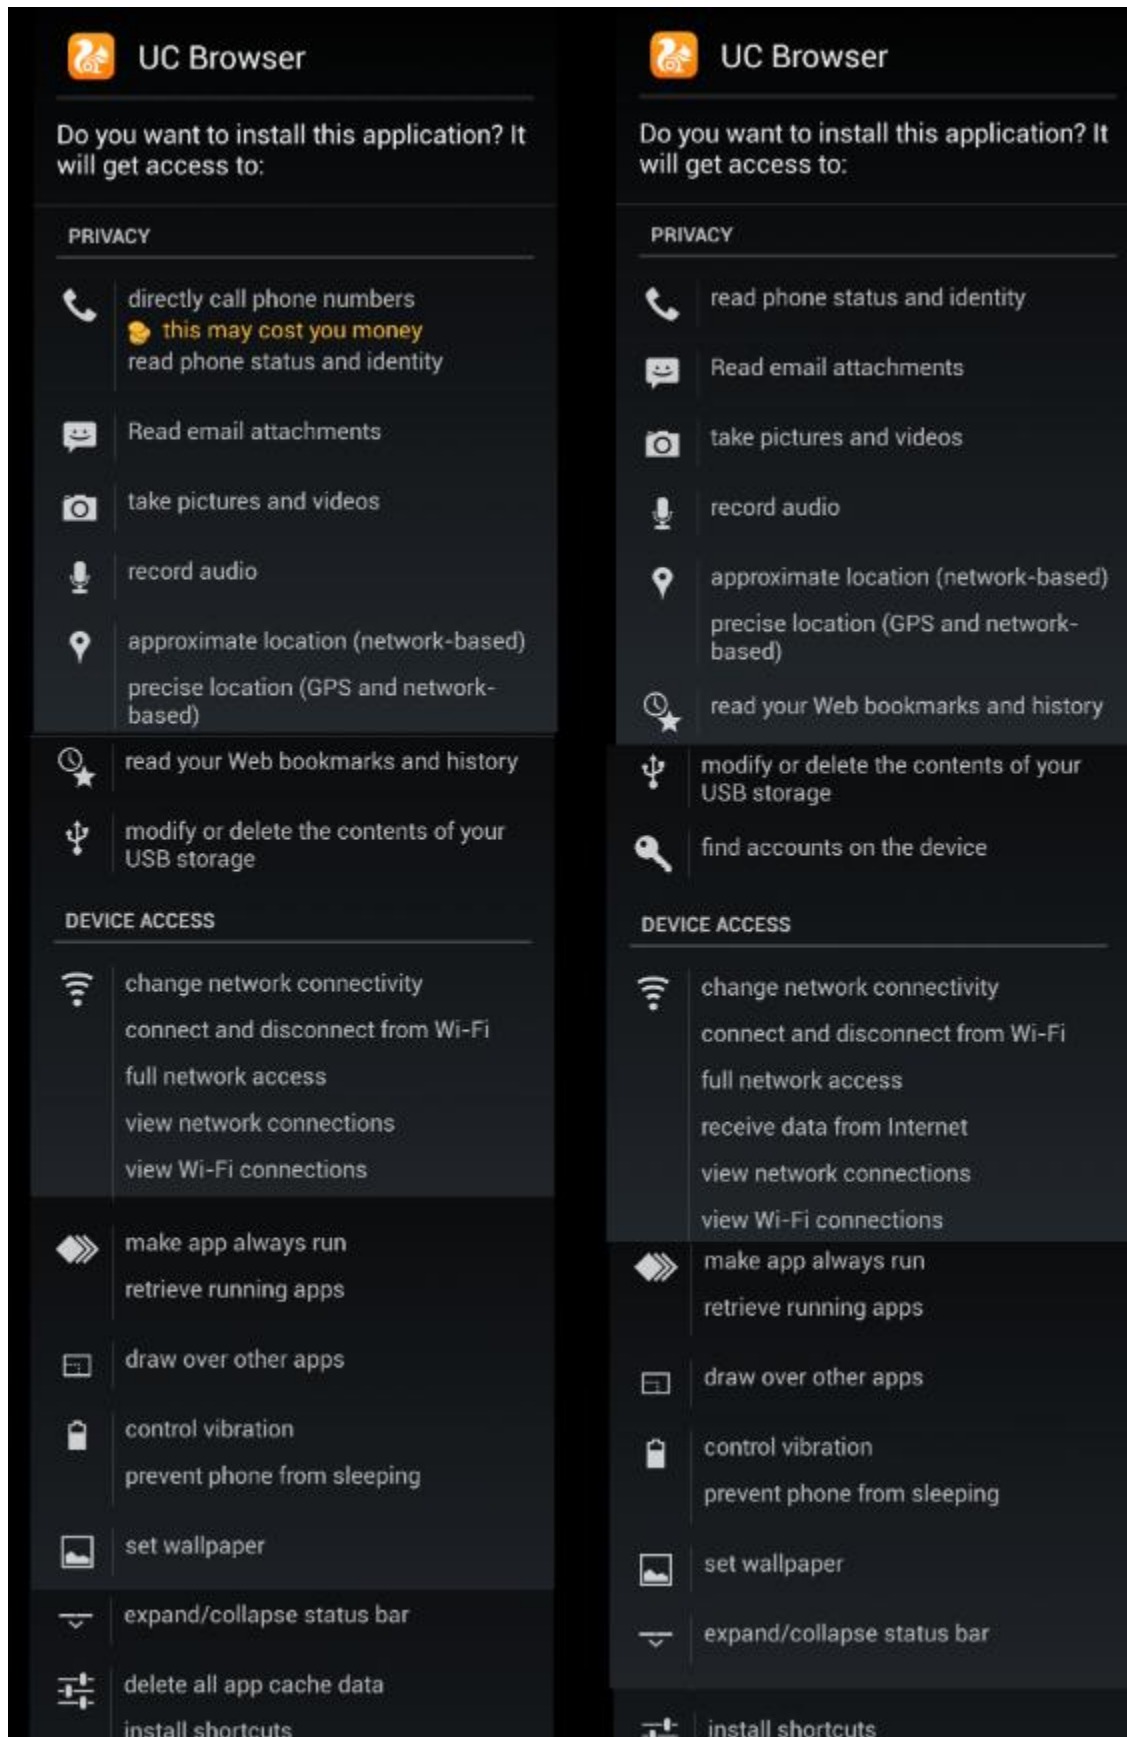 UC Browser
Do you want to install this application? It
will get access to:
PRIVACY
directly call phone numbers
this may cost you money
read phone status and identity
Read email attachments
take pictures and videos
record audio
approximate location (network-based)
precise location (GPS and network-
based)
read your Web bookmarks and history
modify or delete the contents of your
USB storage
DEVICE ACCESS
change network connectivity
connect and disconnect from Wi-Fi
full network access
view network connections
view Wi-Fi connections
make app always run
retrieve running apps
draw over other apps
control vibration
prevent phone from sleeping
set wallpaper
expand/collapse status bar
delete all app cache data
install shortcuts
UC Browser
Do you want to install this application? It
will get access to:
PRIVACY
read phone status and identity
Read email attachments
take pictures and videos
record audio
approximate location (network-based)
precise location (GPS and network-
based)
read your Web bookmarks and history
modify or delete the contents of your
USB storage
find accounts on the device
DEVICE ACCESS
change network connectivity
connect and disconnect from Wi-Fi
full network access
receive data from Internet
view network connections
view Wi-Fi connections
make app always run
retrieve running apps
draw over other apps
control vibration
prevent phone from sleeping
set wallpaper
expand/collapse status bar
install shortcuts